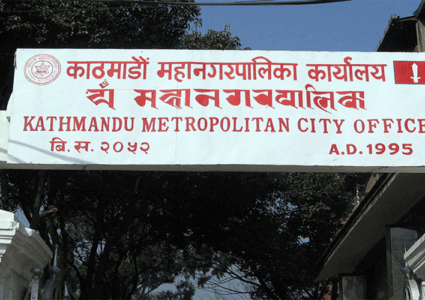 काठमाडौं महानगरपालिका कार्यालय
KATHMANDU METROPOLITAN CITY OFFICE
बि.स. २०५२ A.D. 1995